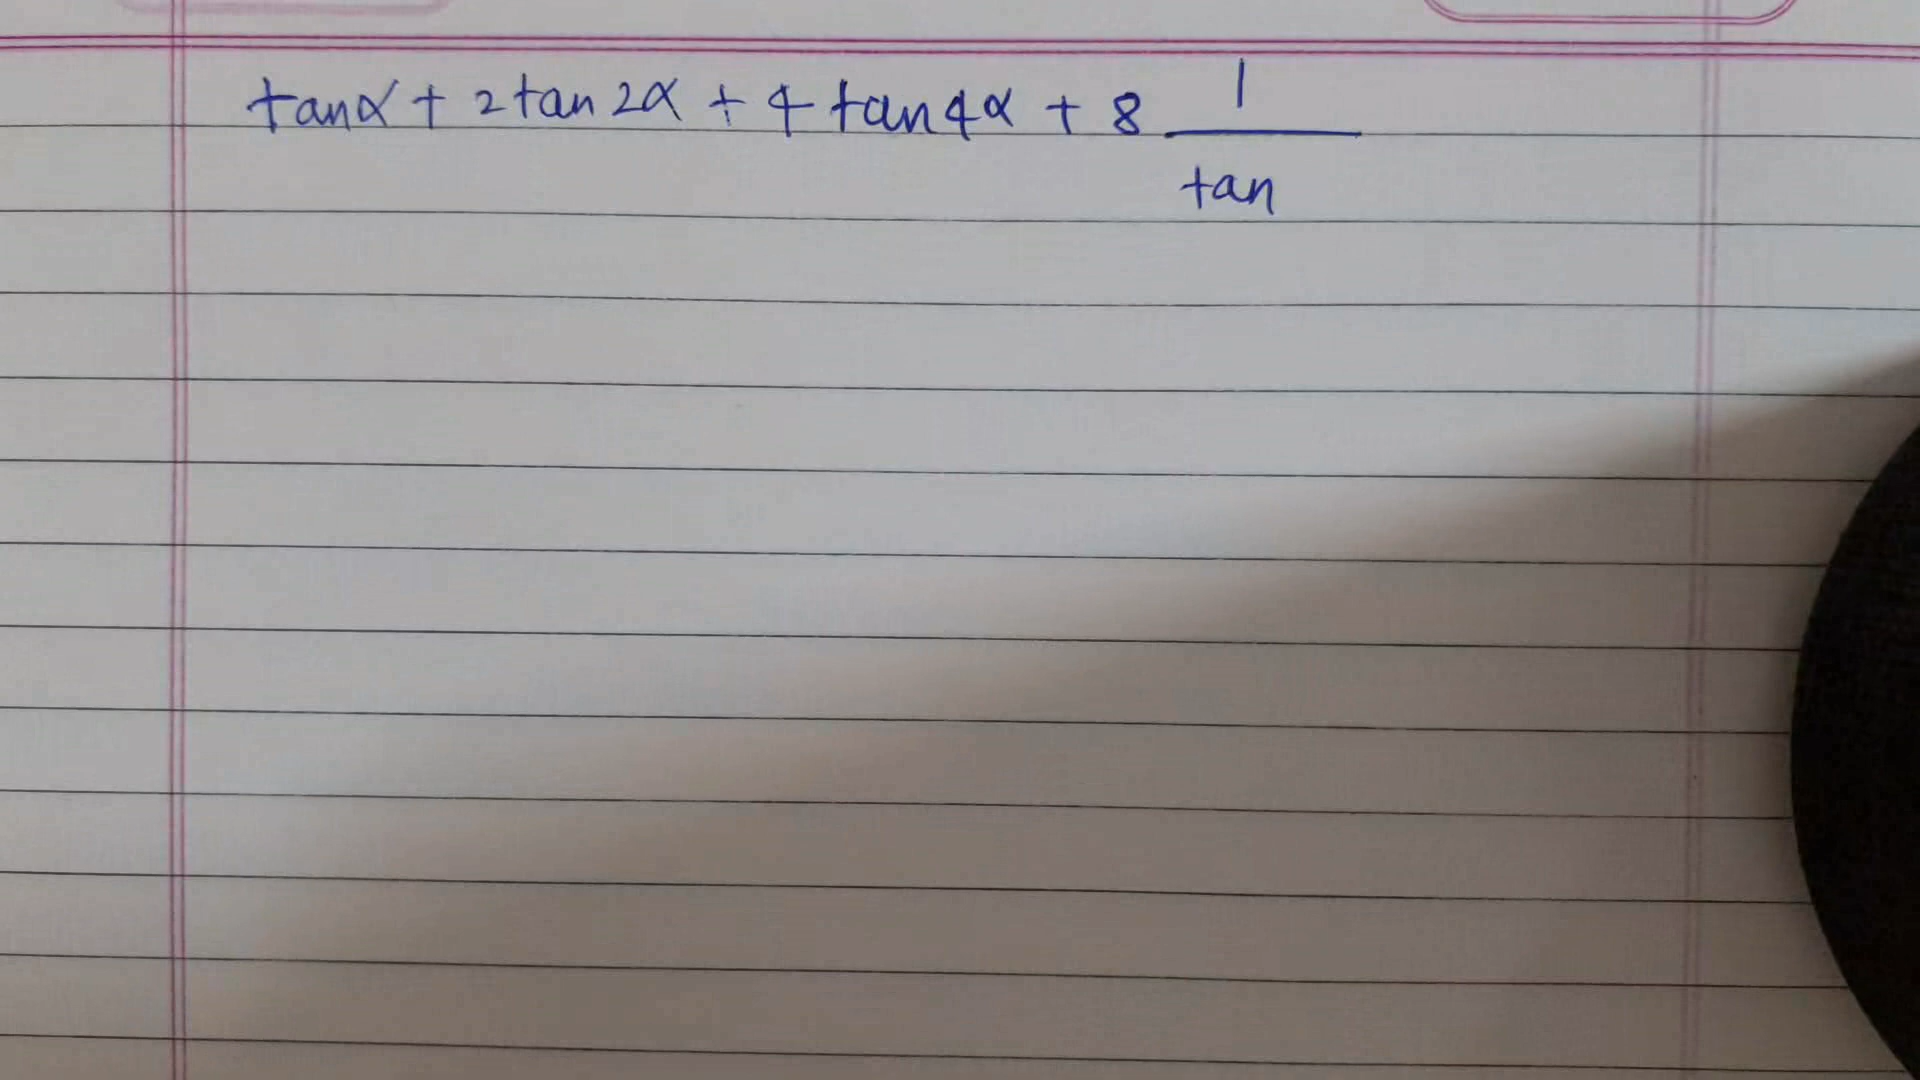 tanα + 2tan2α + 4tan4α + 8 1/tan